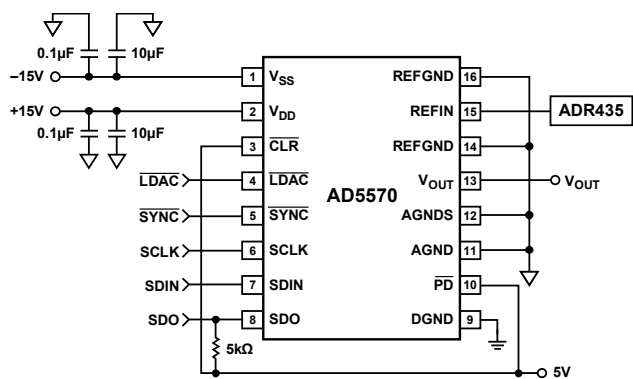 0.1µF 10µF
–15V
+15V
0.1µF 10µF
LDAC
SYNC
SCLK
SDIN
SDO
5kΩ
1 VSS
2 VDD
3 CLR
4 LDAC
5 SYNC
6 SCLK
7 SDIN
8 SDO
AD5570
REFGND 16
REFIN 15
REFGND 14
VOUT 13
AGNDS 12
AGND 11
PD 10
DGND 9
ADR435
VOUT
5V